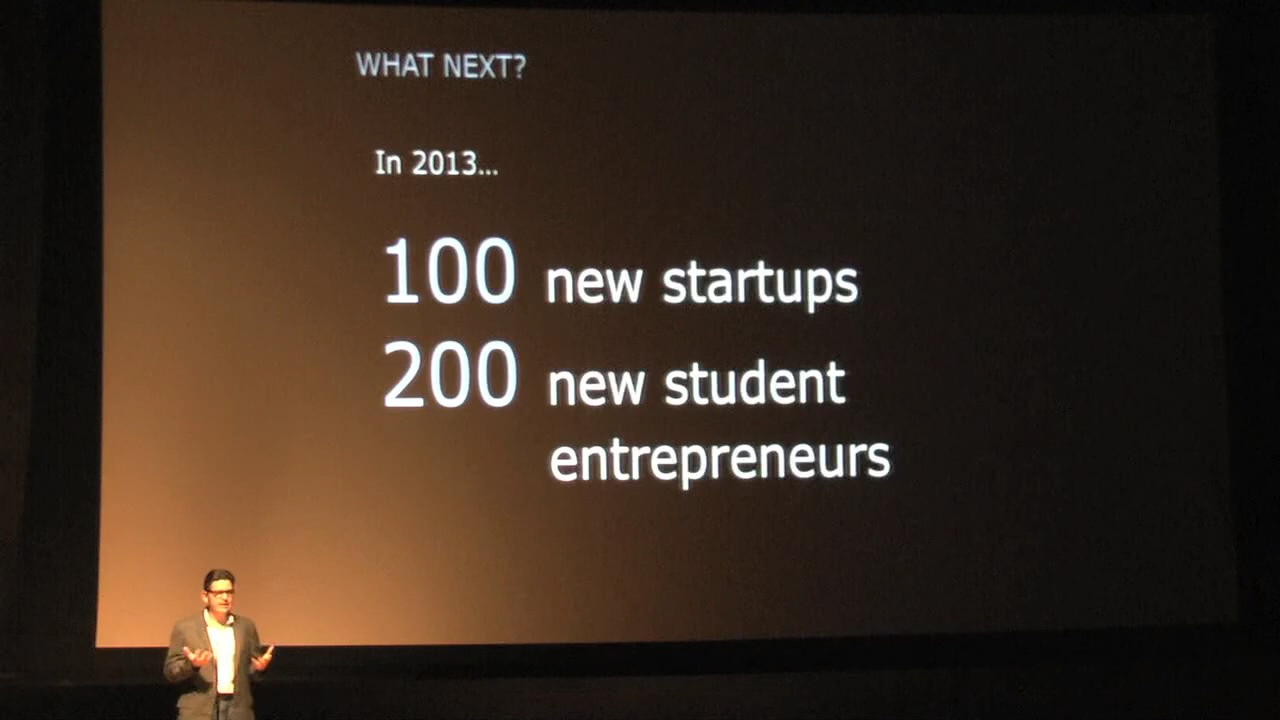 WHAT NEXT?
In 2013...
100 new startups
200 new student
entrepreneurs